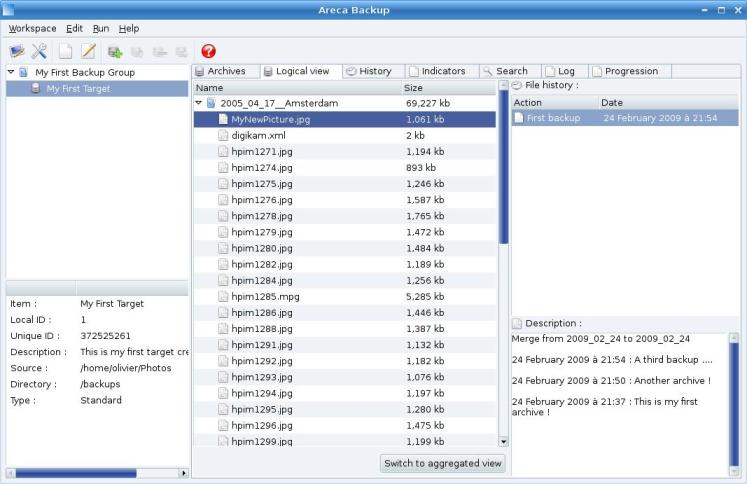 Areca Backup
Workspace Edit Run Help
My First Backup Group
My First Target
Item : My First Target
Local ID : 1
Unique ID : 372525261
Description : This is my first target cre
Source : /home/olivier/Photos
Directory : /backups
Type : Standard
Archives Logical view History Indicators Search Log Progression
Name Size
2005_04_17__Amsterdam 69,227 kb
MyNewPicture.jpg 1,061 kb
digikam.xml 2 kb
hpim1271.jpg 1,194 kb
hpim1274.jpg 893 kb
hpim1275.jpg 1,246 kb
hpim1276.jpg 1,587 kb
hpim1278.jpg 1,765 kb
hpim1279.jpg 1,472 kb
hpim1280.jpg 1,484 kb
hpim1282.jpg 1,189 kb
hpim1284.jpg 1,256 kb
hpim1285.mpg 5,285 kb
hpim1286.jpg 1,446 kb
hpim1288.jpg 1,387 kb
hpim1291.jpg 1,132 kb
hpim1292.jpg 1,182 kb
hpim1293.jpg 1,076 kb
hpim1294.jpg 1,197 kb
hpim1295.jpg 1,280 kb
hpim1296.jpg 1,475 kb
hpim1299.jpg 1,199 kb
Switch to aggregated view
File history :
Action Date
First backup 24 February 2009 à 21:54
Description :
Merge from 2009_02_24 to 2009_02_24
24 February 2009 à 21:54 : A third backup ....
24 February 2009 à 21:50 : Another archive !
24 February 2009 à 21:37 : This is my first
archive !